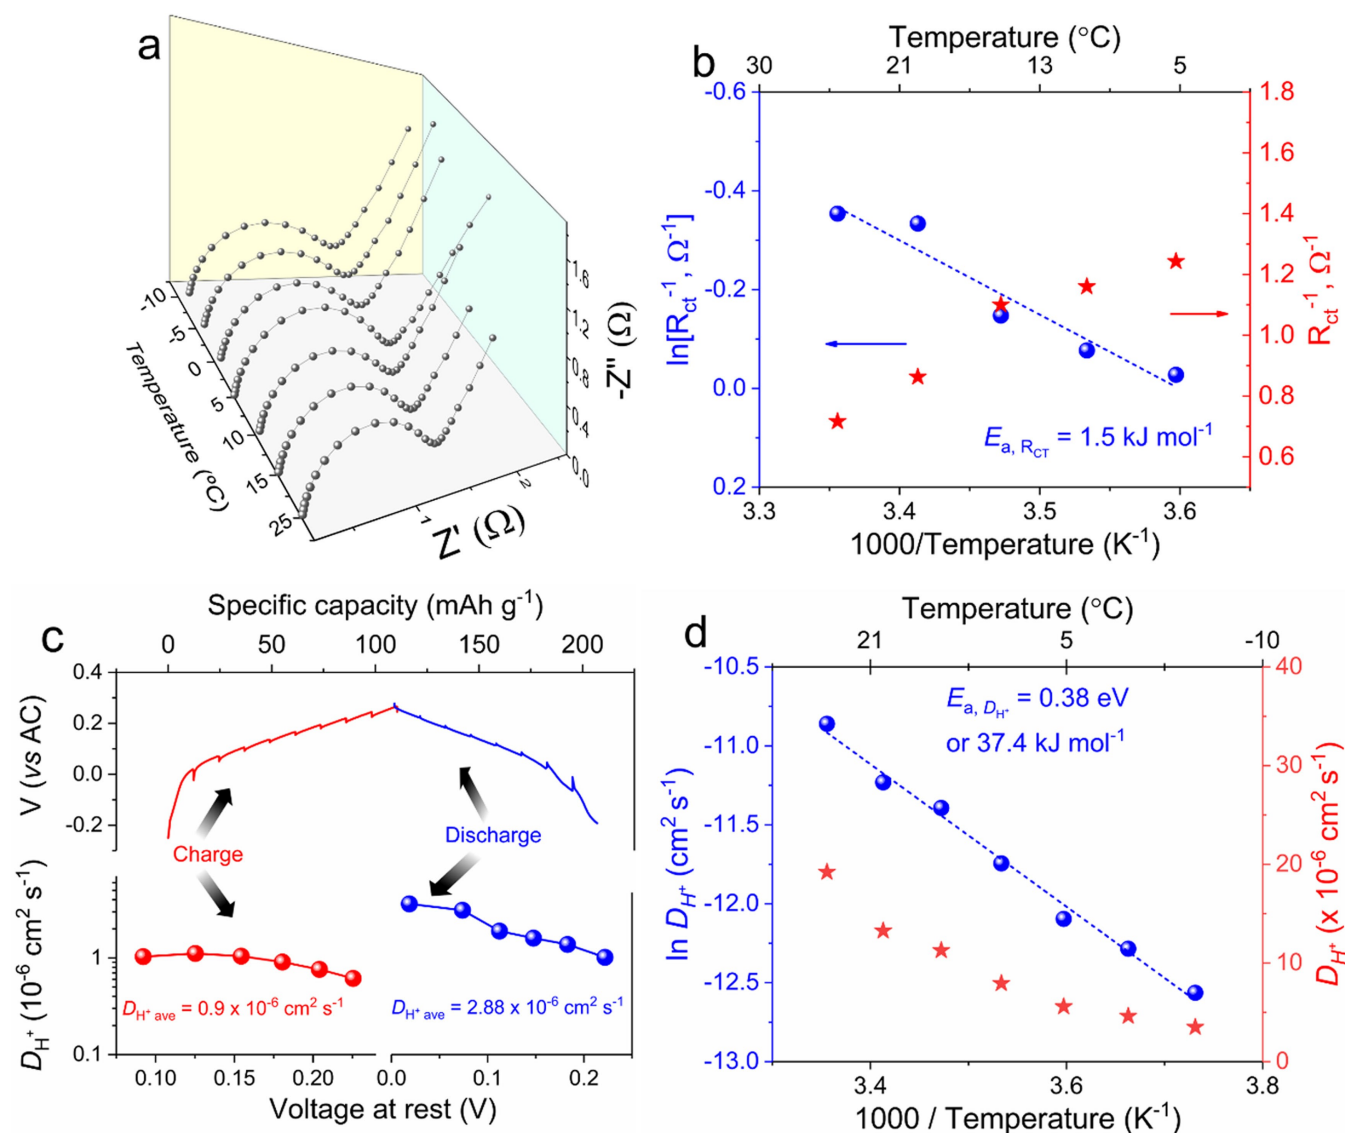 a
-10
-5
0
5
10
15
25
Temperature (ºC)
1
2
Z' (Ω)
0.0
0.4
0.8
1.2
1.6
-Z" (Ω)
b
Temperature (°C)
30 21 13 5
-0.6
-0.4
-0.2
0.0
0.2
ln[Rct-1, Ω-1]
1.8
1.6
1.4
1.2
1.0
0.8
0.6
Rct-1, Ω-1
Ea, RCT = 1.5 kJ mol-1
3.3 3.4 3.5 3.6
1000/Temperature (K-1)
c
Specific capacity (mAh g-1)
0 50 100 150 200
0.4
0.2
0.0
-0.2
V (vs AC)
Charge
Discharge
1
0.1
DH+ (10-6 cm2 s-1)
DH+ ave = 0.9 x 10-6 cm2 s-1
DH+ ave = 2.88 x 10-6 cm2 s-1
0.10 0.15 0.20 0.0 0.1 0.2
Voltage at rest (V)
d
Temperature (°C)
21 5 -10
-10.5
-11.0
-11.5
-12.0
-12.5
-13.0
ln DH+ (cm2 s-1)
Ea, DH+ = 0.38 eV
or 37.4 kJ mol-1
40
30
20
10
0
DH+ (x 10-6 cm2 s-1)
3.4 3.6 3.8
1000 / Temperature (K-1)